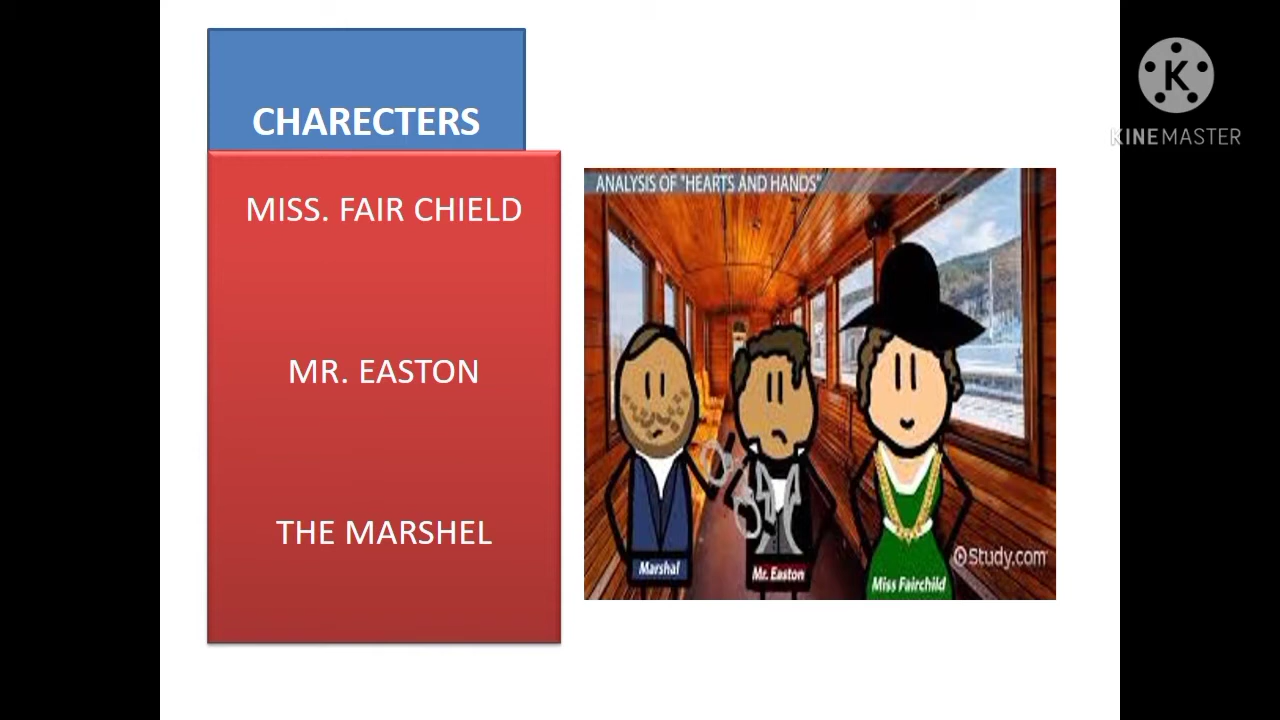 CHARECTERS
MISS. FAIR CHIELD
MR. EASTON
THE MARSHEL
ANALYSIS OF "HEARTS AND HANDS"
Marshal
Mr. Easton
Miss Fairchild
Study.com
K
KINEMASTER